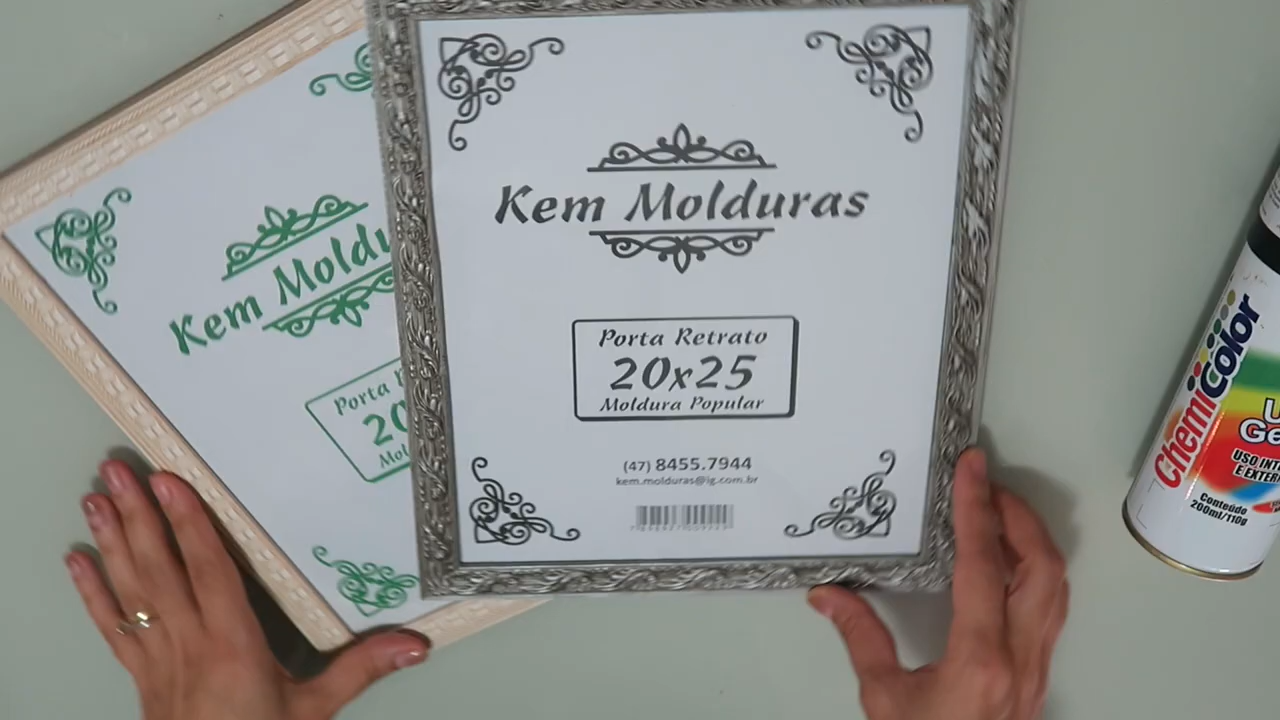 Kem Molduras
Porta Retrato
20x25
Moldura Popular
(47) 8455.7944
kem.molduras@ig.com.br
Kem Moldu
Porta
20
Mol
ChemiColor
U
Ge
USO INT
E EXTER
Conteúdo
200ml/110g